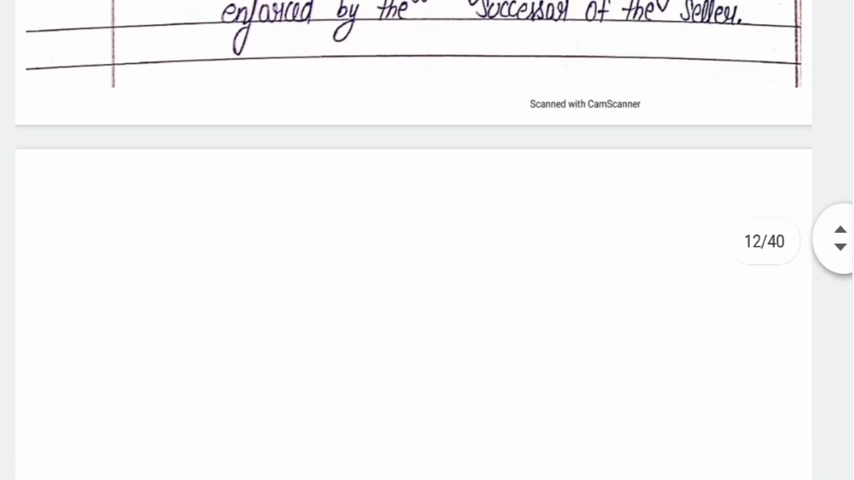 enforced by the successor of the seller.
Scanned with CamScanner
12/40